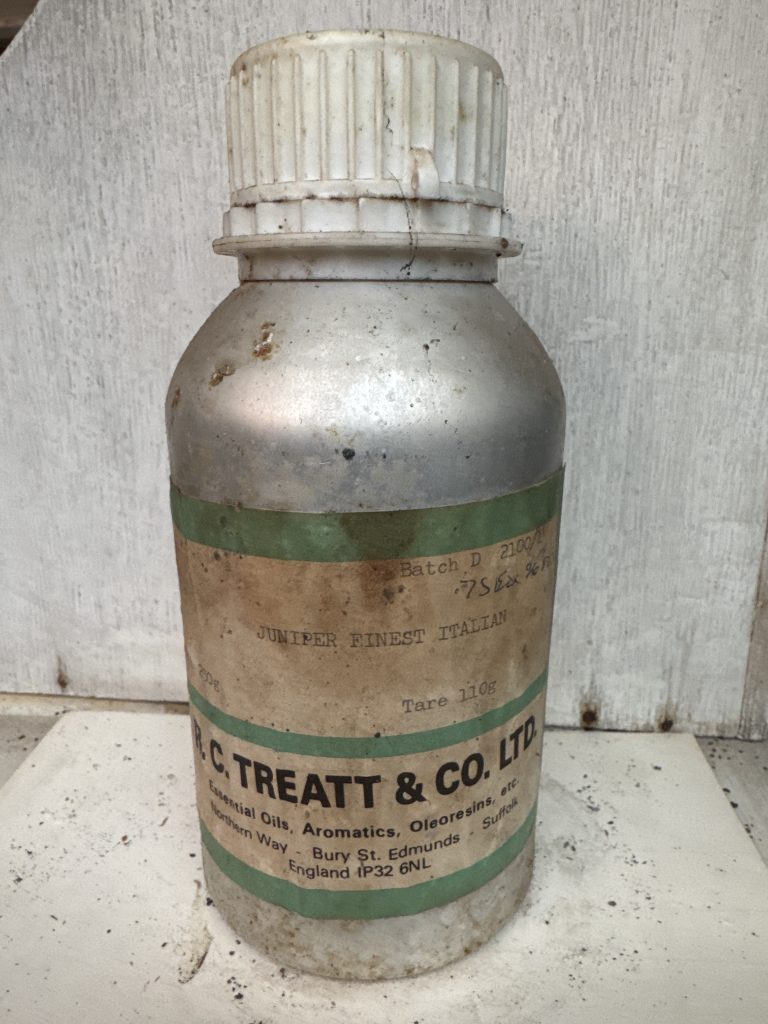 Batch D 2100/
JUNIPER FINEST ITALIAN
Tare 110g
R. C. TREATT & CO. LTD.
Essential Oils, Aromatics, Oleoresins, etc.
Northern Way - Bury St. Edmunds - Suffolk
England IP32 6NL